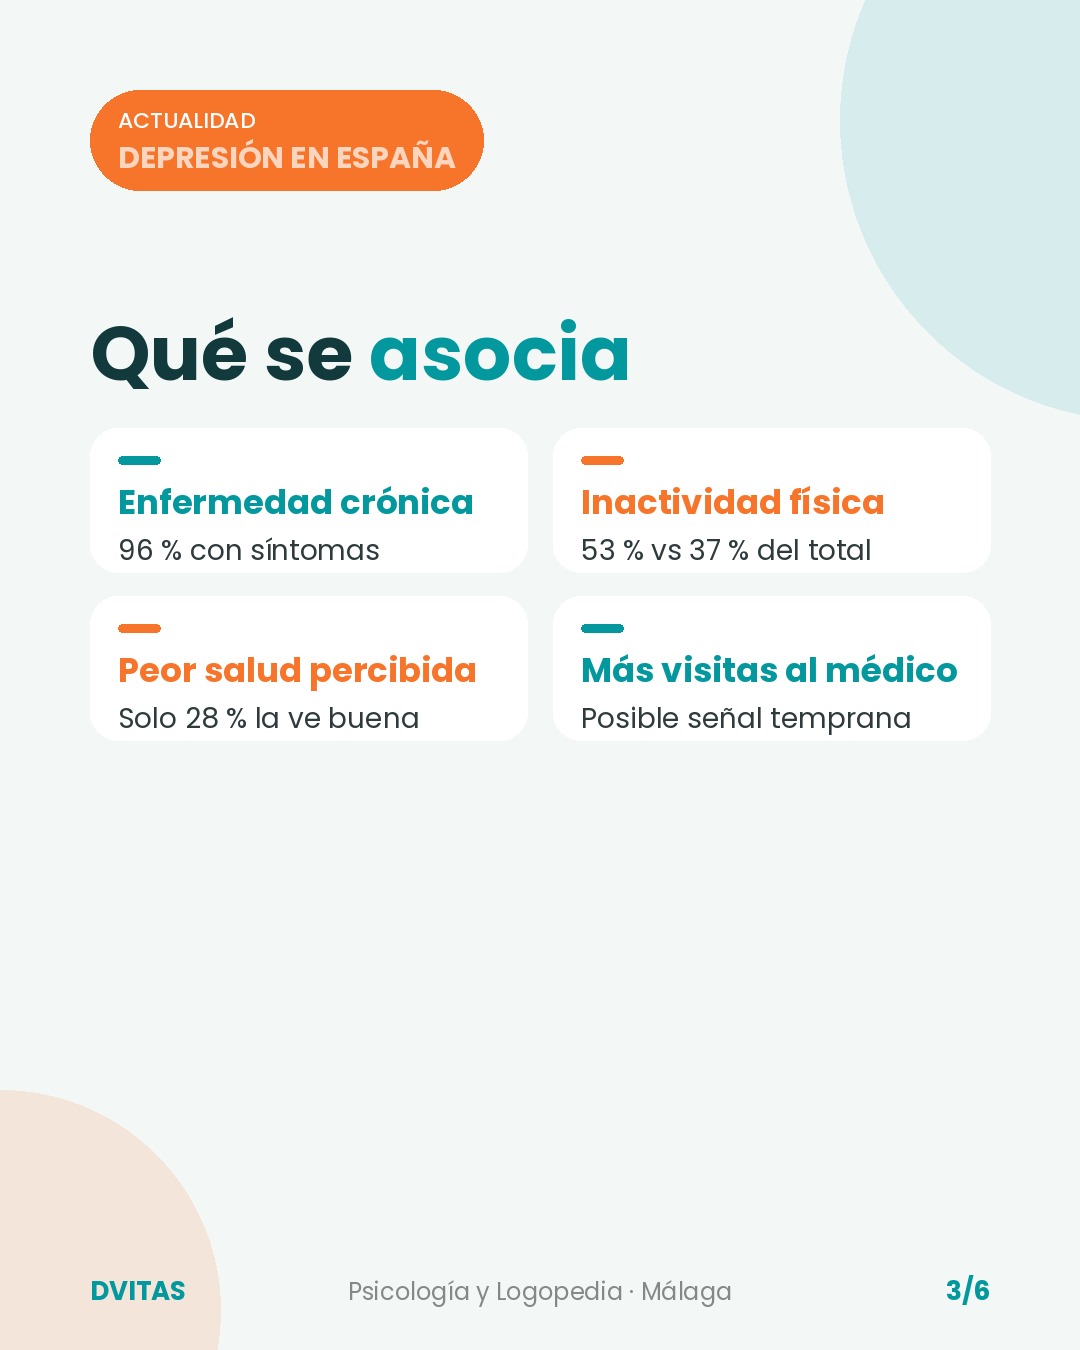 ACTUALIDAD
DEPRESIÓN EN ESPAÑA
Qué se asocia
Enfermedad crónica
96 % con síntomas
Inactividad física
53 % vs 37 % del total
Peor salud percibida
Solo 28 % la ve buena
Más visitas al médico
Posible señal temprana
DVITAS
Psicología y Logopedia · Málaga
3/6